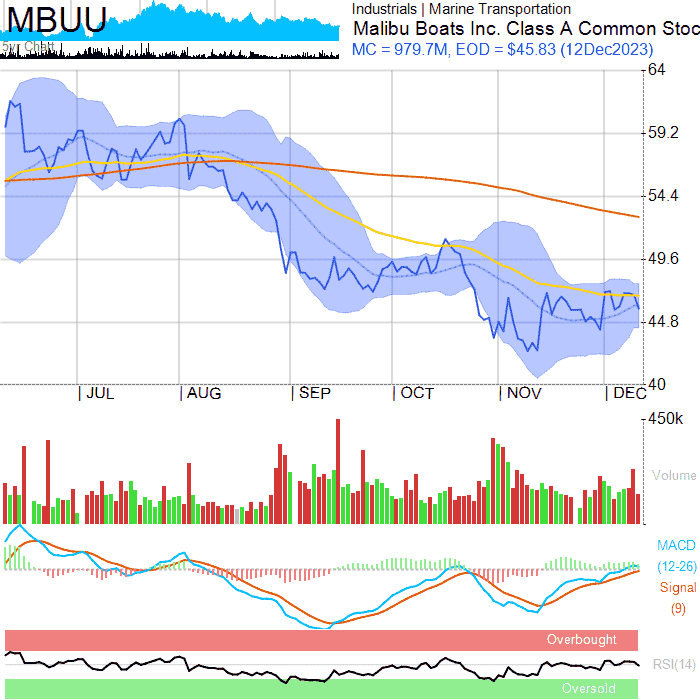 MBUU
5yr Chart
Industrials | Marine Transportation
Malibu Boats Inc. Class A Common Stoc
MC = 979.7M, EOD = $45.83 (12Dec2023)
64
59.2
54.4
49.6
44.8
40
JUL AUG SEP OCT NOV DEC
450k
Volume
MACD
(12-26)
Signal
(9)
Overbought
RSI(14)
Oversold